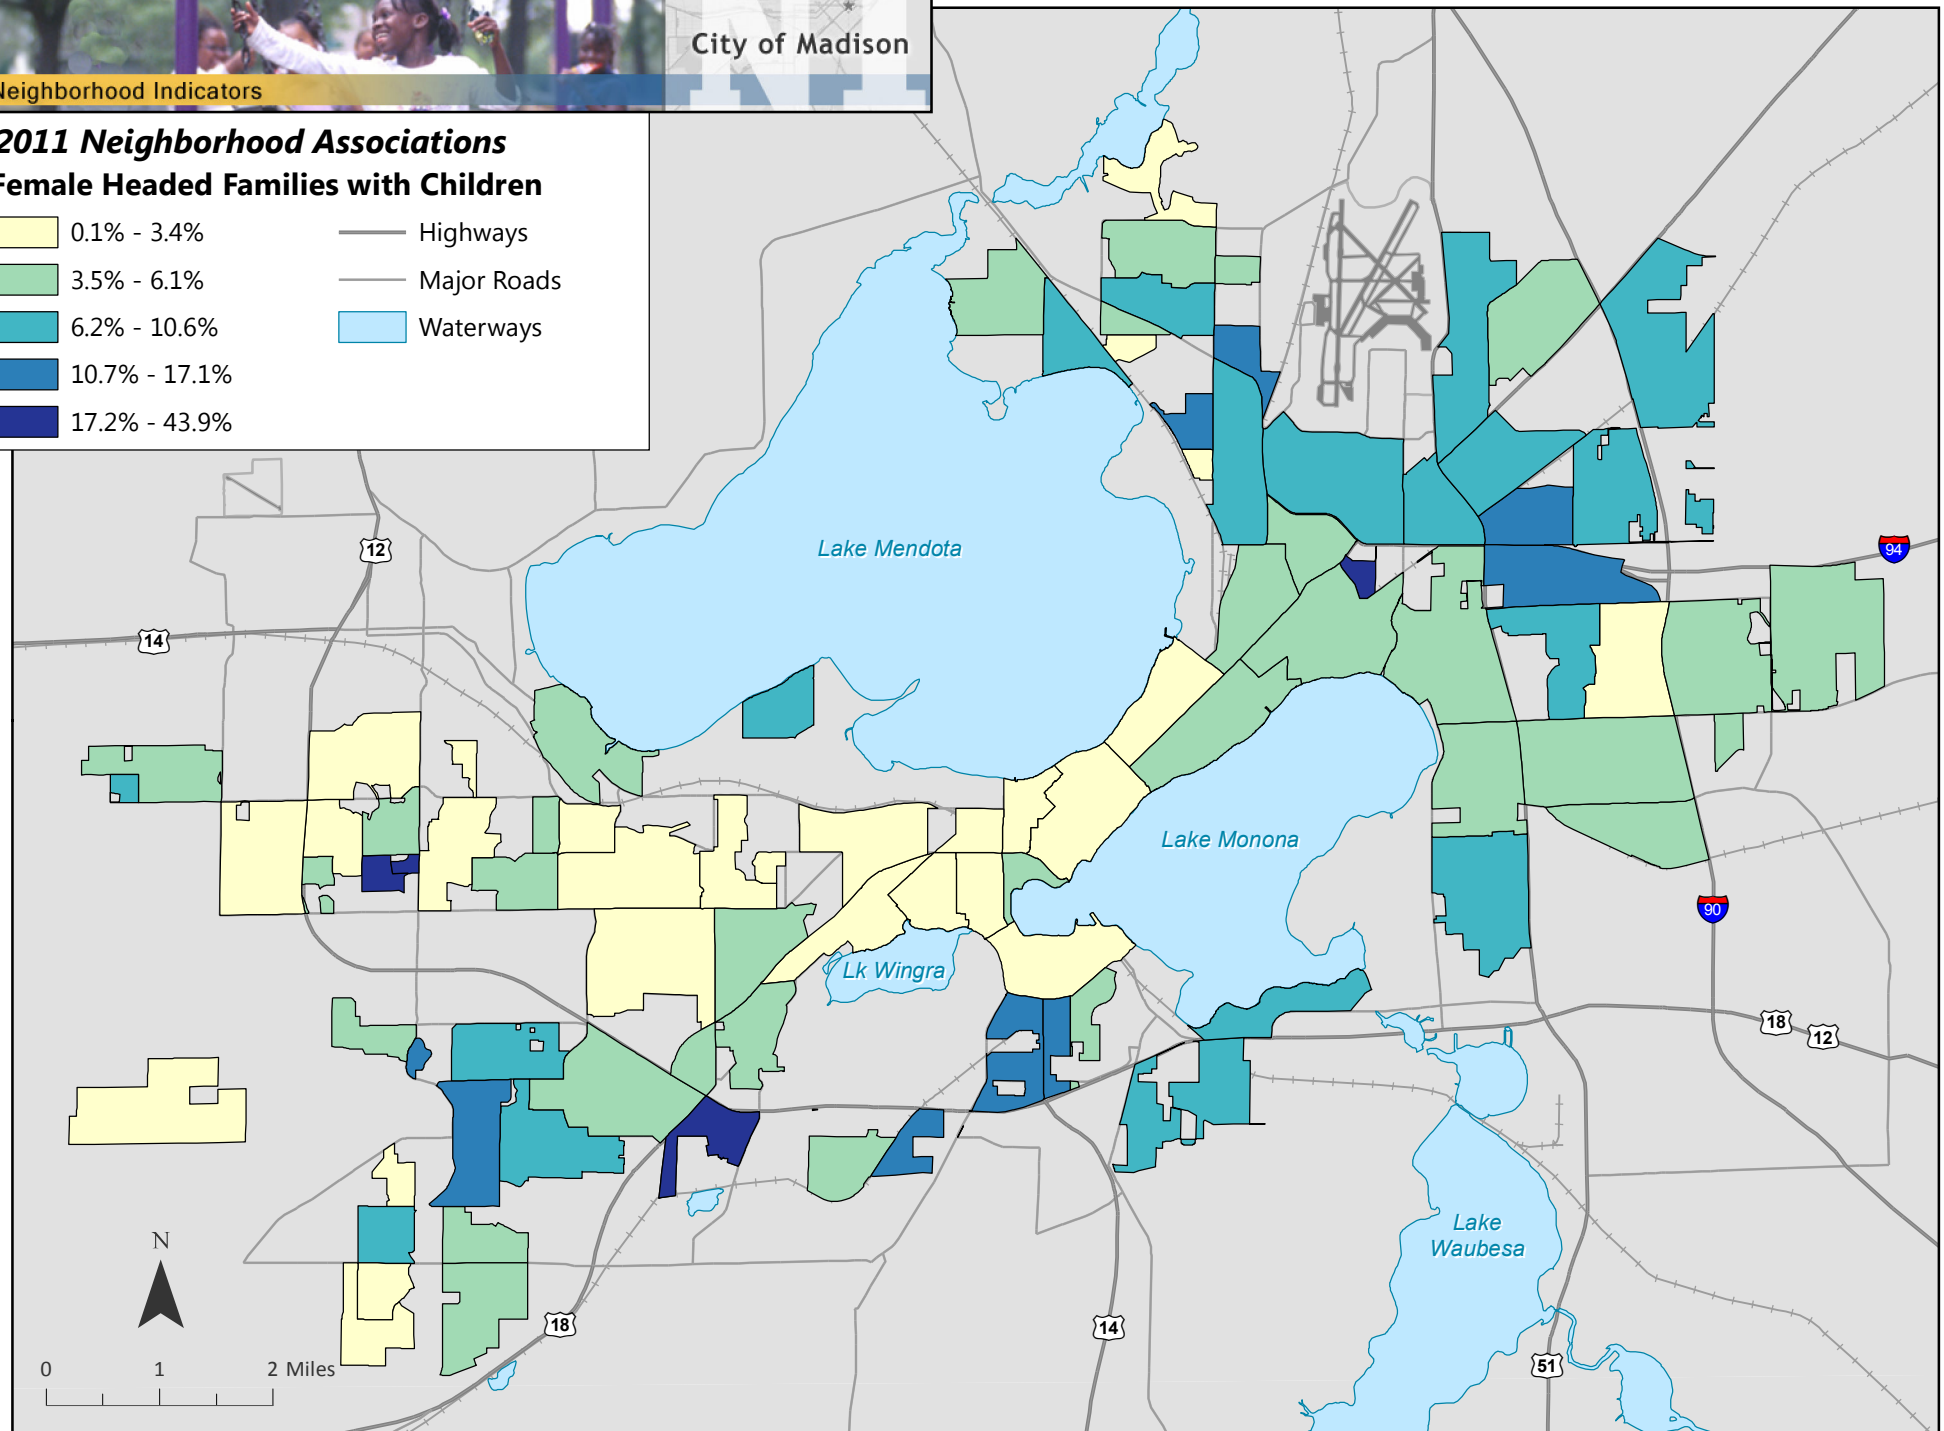 City of Madison
Neighborhood Indicators
2011 Neighborhood Associations
Female Headed Families with Children
0.1% - 3.4%
3.5% - 6.1%
6.2% - 10.6%
10.7% - 17.1%
17.2% - 43.9%
Highways
Major Roads
Waterways
12
14
Lake Mendota
94
Lake Monona
90
Lk Wingra
18
12
Lake
Waubesa
N
18
14
51
0 1 2 Miles